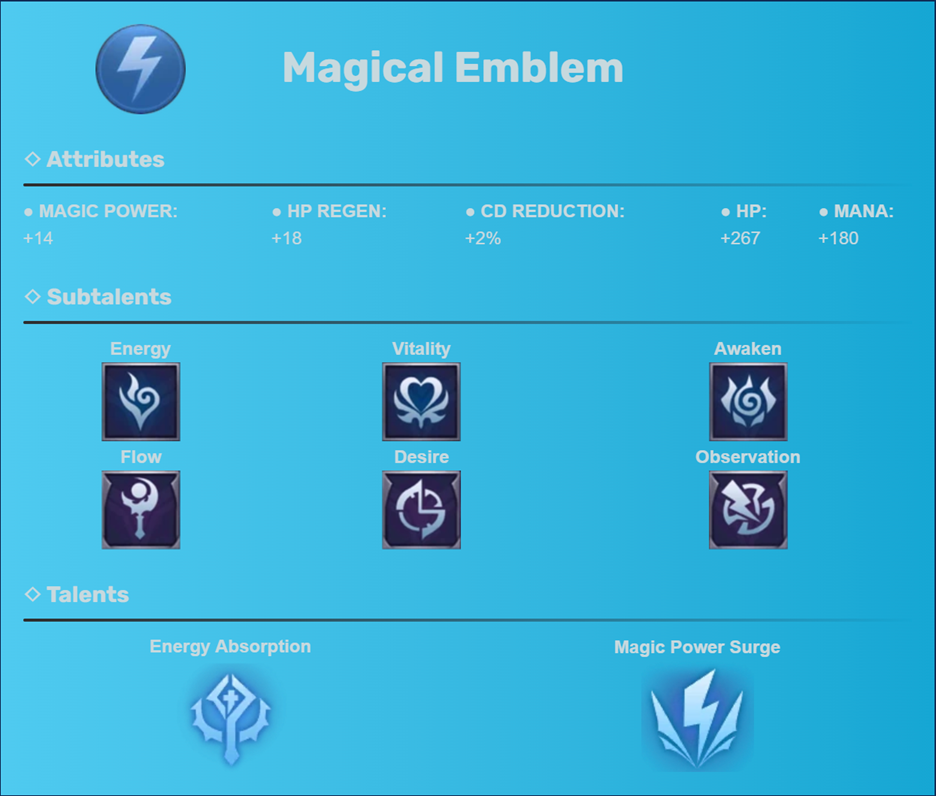 Magical Emblem
◇ Attributes
● MAGIC POWER: ● HP REGEN: ● CD REDUCTION: ● HP: ● MANA:
+14 +18 +2% +267 +180
◇ Subtalents
Energy Vitality Awaken
Flow Desire Observation
◇ Talents
Energy Absorption Magic Power Surge